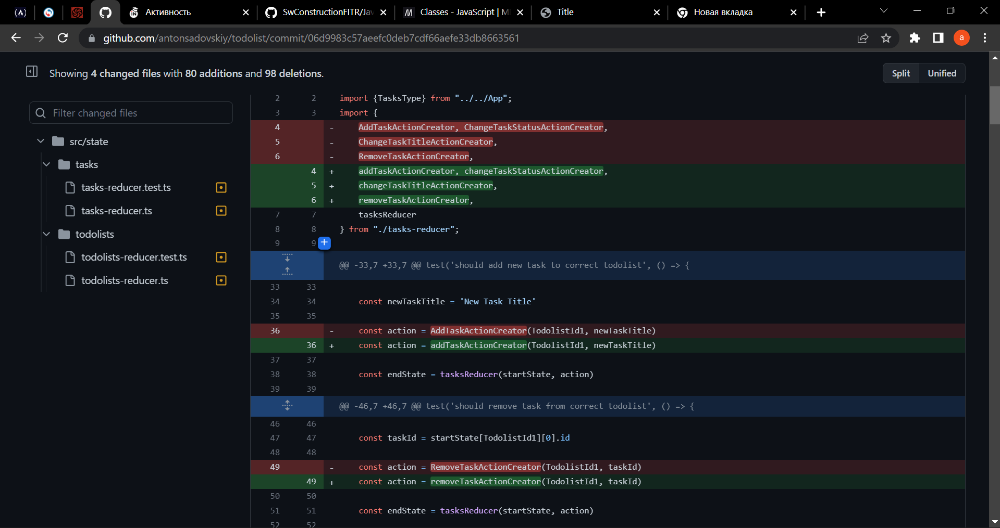 Активность
SwConstructionFITR/Jav
Classes - JavaScript | M
Title
Новая вкладка
github.com/antonsadovskiy/todolist/commit/06d9983c57aeefc0deb7cdf66aefe33db8663561
a
Showing 4 changed files with 80 additions and 98 deletions.
Split
Unified
Filter changed files
src/state
tasks
tasks-reducer.test.ts
tasks-reducer.ts
todolists
todolists-reducer.test.ts
todolists-reducer.ts
2 2 import {TasksType} from "../../App";
3 3 import {
4 - AddTaskActionCreator, ChangeTaskStatusActionCreator,
5 - ChangeTaskTitleActionCreator,
6 - RemoveTaskActionCreator,
4 + addTaskActionCreator, changeTaskStatusActionCreator,
5 + changeTaskTitleActionCreator,
6 + removeTaskActionCreator,
7 7 tasksReducer
8 8 } from "./tasks-reducer";
9 9
@@ -33,7 +33,7 @@ test('should add new task to correct todolist', () => {
33 33
34 34 const newTaskTitle = 'New Task Title'
35 35
36 - const action = AddTaskActionCreator(TodolistId1, newTaskTitle)
36 + const action = addTaskActionCreator(TodolistId1, newTaskTitle)
37 37
38 38 const endState = tasksReducer(startState, action)
39 39
@@ -46,7 +46,7 @@ test('should remove task from correct todolist', () => {
46 46
47 47 const taskId = startState[TodolistId1][0].id
48 48
49 - const action = RemoveTaskActionCreator(TodolistId1, taskId)
49 + const action = removeTaskActionCreator(TodolistId1, taskId)
50 50
51 51 const endState = tasksReducer(startState, action)
52 52